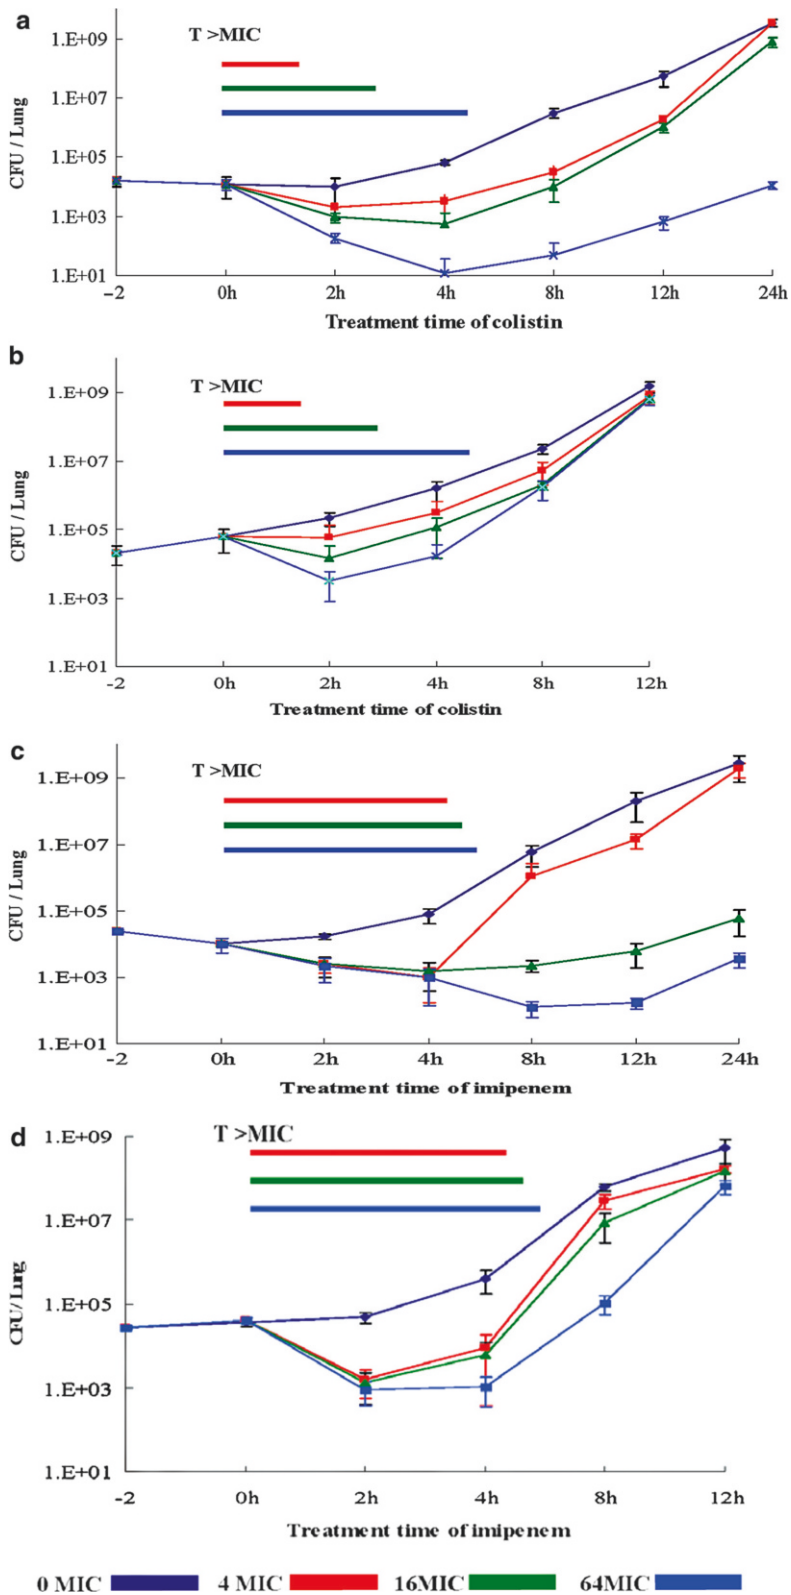 a
T >MIC
1.E+09
1.E+07
1.E+05
1.E+03
1.E+01
CFU / Lung
−2 0h 2h 4h 8h 12h 24h
Treatment time of colistin
b
T >MIC
1.E+09
1.E+07
1.E+05
1.E+03
1.E+01
CFU / Lung
-2 0h 2h 4h 8h 12h
Treatment time of colistin
c
T >MIC
1.E+09
1.E+07
1.E+05
1.E+03
1.E+01
CFU / Lung
-2 0h 2h 4h 8h 12h 24h
Treatment time of imipenem
d
T >MIC
1.E+09
1.E+07
1.E+05
1.E+03
1.E+01
CFU/ Lung
-2 0h 2h 4h 8h 12h
Treatment time of imipenem
0 MIC 4 MIC 16MIC 64MIC